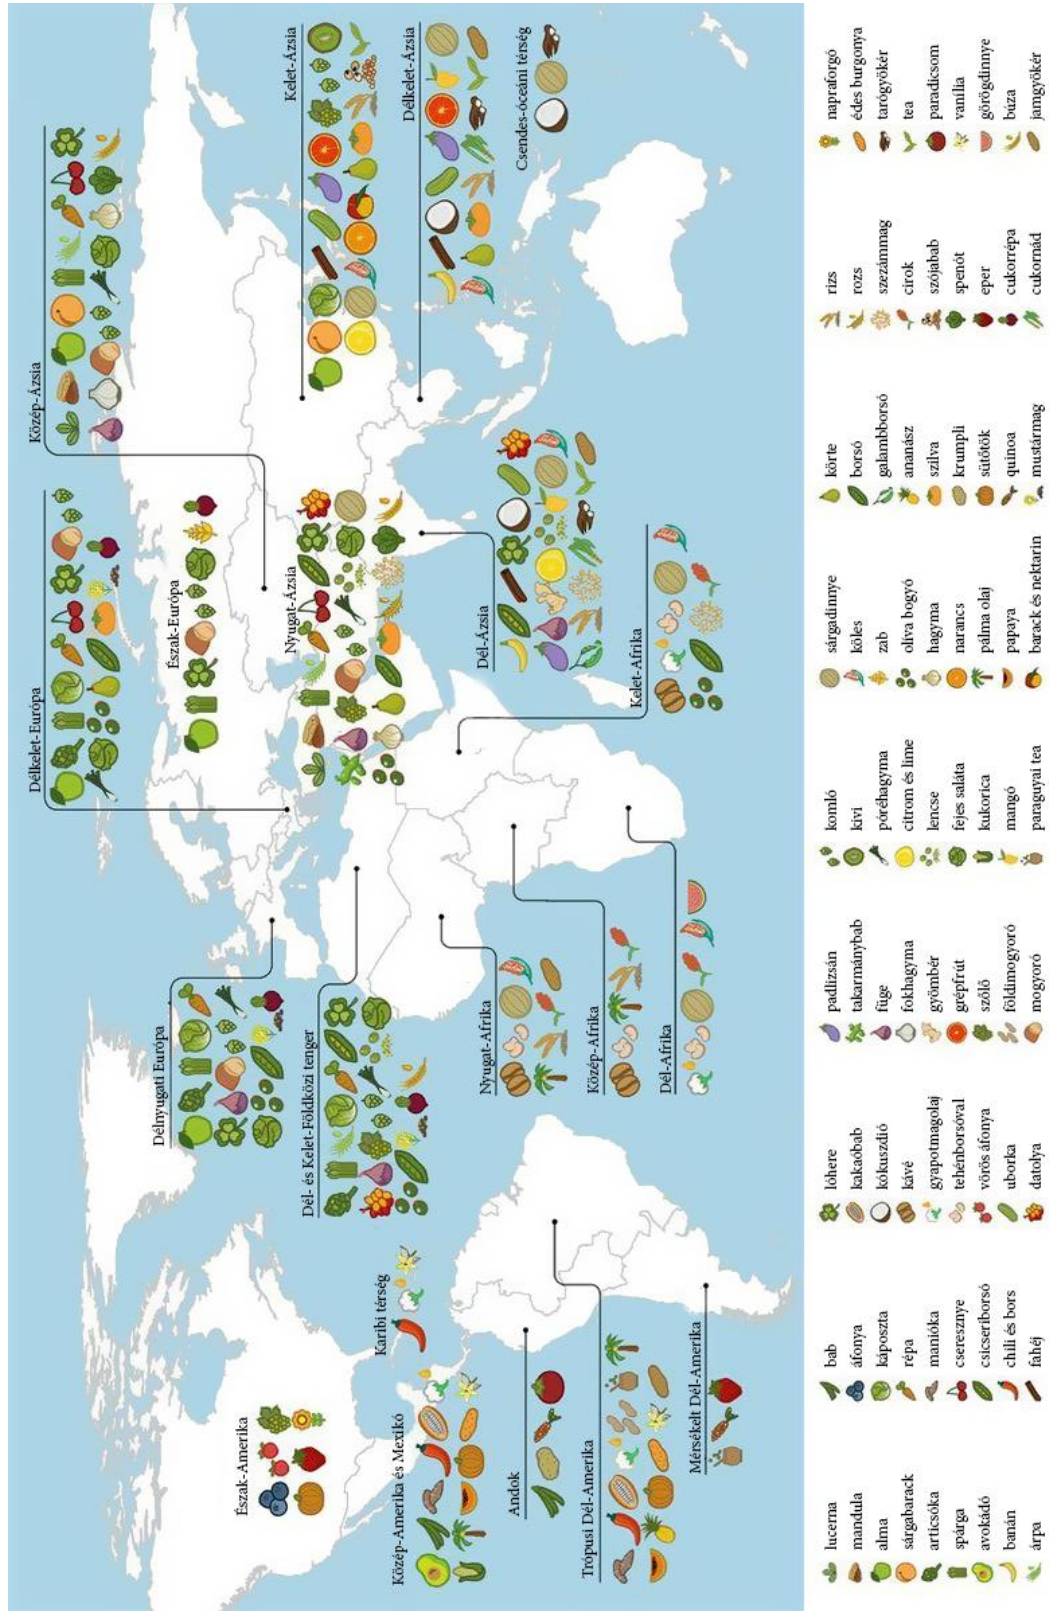 Észak-Amerika
Közép-Amerika és Mexikó
Karibi térség
Andok
Trópusi Dél-Amerika
Mérsékelt Dél-Amerika
Délnyugati Európa
Dél- és Kelet-Földközi tenger
Nyugat-Afrika
Közép-Afrika
Dél-Afrika
Délkelet-Európa
Észak-Európa
Nyugat-Ázsia
Dél-Ázsia
Kelet-Afrika
Közép-Ázsia
Kelet-Ázsia
Délkelet-Ázsia
Csendes-óceáni térség
lucerna
mandula
alma
sárgabarack
articsóka
spárga
avokádó
banán
árpa
bab
áfonya
káposzta
répa
manióka
cseresznye
csicseriborsó
chili és bors
fahéj
lóhere
kakaóbab
kókuszdió
kávé
gyapotmagolaj
tehénborsóval
vörös áfonya
uborka
datolya
padlizsán
takarmánybab
füge
fokhagyma
gyömbér
grépfrút
szőlő
földimogyoró
mogyoró
komló
kivi
póréhagyma
citrom és lime
lencse
fejes saláta
kukorica
mangó
paraguyai tea
sárgadinnye
köles
zab
oliva bogyó
hagyma
narancs
pálma olaj
papaya
barack és nektarin
körte
borsó
galambborsó
ananász
szilva
krumpli
sütőtök
quinoa
mustármag
rizs
rozs
szezámmag
cirok
szójabab
spenót
eper
cukorrépa
cukornád
napraforgó
édes burgonya
tarógyökér
tea
paradicsom
vanília
görögdinnye
búza
jamgyökér